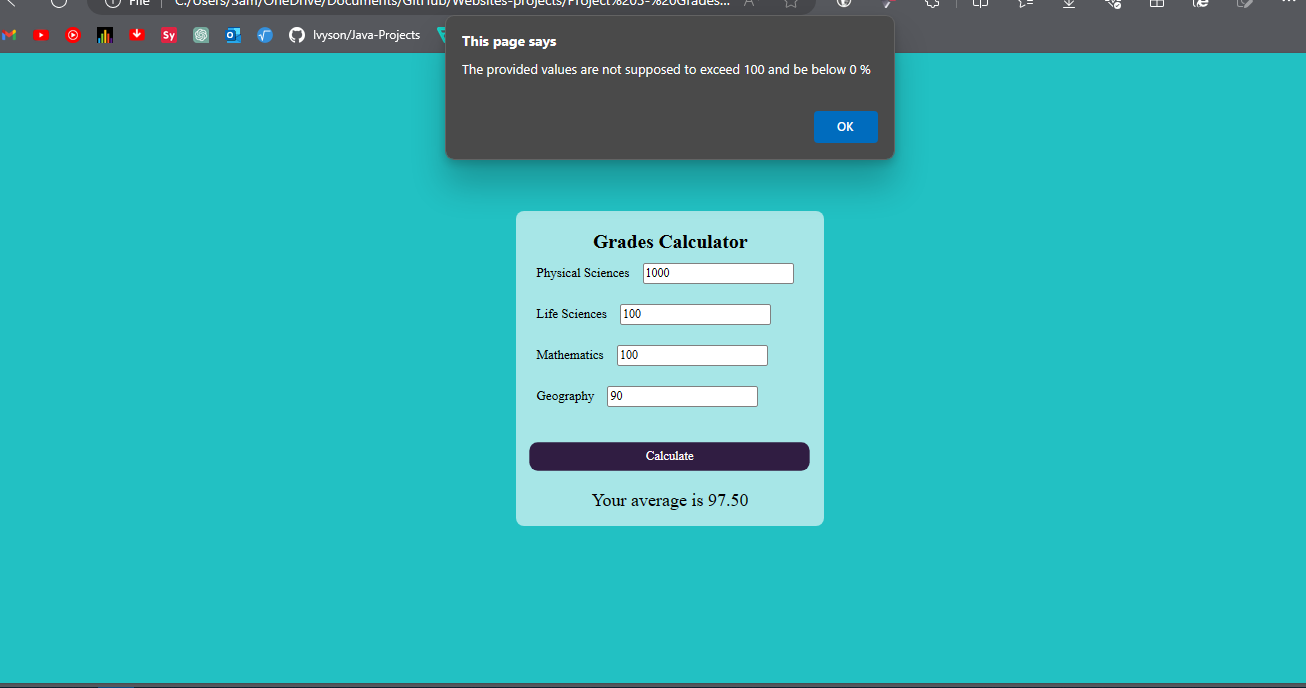 File C:/Users/Sam/OneDrive/Documents/GitHub/Websites-projects/Project%205-%20Grades...
Sy Ivyson/Java-Projects
This page says
The provided values are not supposed to exceed 100 and be below 0 %
OK
Grades Calculator
Physical Sciences 1000
Life Sciences 100
Mathematics 100
Geography 90
Calculate
Your average is 97.50